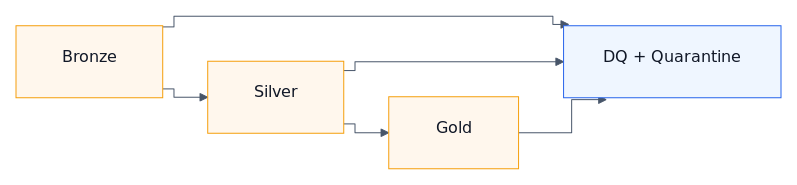 Bronze
DQ + Quarantine
Silver
Gold